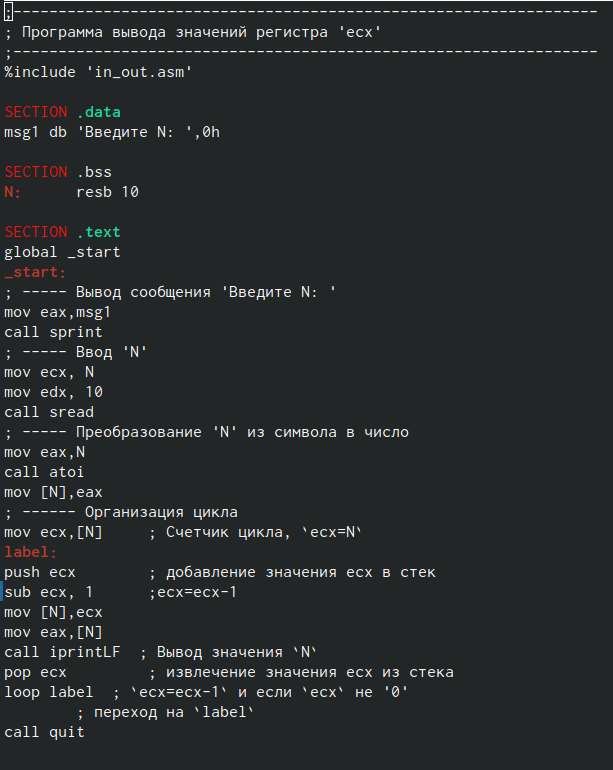 ;-----------------------------------------------------------------
; Программа вывода значений регистра 'ecx'
;-----------------------------------------------------------------
%include 'in_out.asm'
SECTION .data
msg1 db 'Введите N: ',0h
SECTION .bss
N:      resb 10
SECTION .text
global _start
_start:
; ----- Вывод сообщения 'Введите N: '
mov eax,msg1
call sprint
; ----- Ввод 'N'
mov ecx, N
mov edx, 10
call sread
; ----- Преобразование 'N' из символа в число
mov eax,N
call atoi
mov [N],eax
; ------ Организация цикла
mov ecx,[N]     ; Счетчик цикла, `ecx=N`
label:
push ecx        ; добавление значения ecx в стек
sub ecx, 1      ;ecx=ecx-1
mov [N],ecx
mov eax,[N]
call iprintLF  ; Вывод значения `N`
pop ecx         ; извлечение значения ecx из стека
loop label  ; `ecx=ecx-1` и если `ecx` не '0'
        ; переход на `label`
call quit